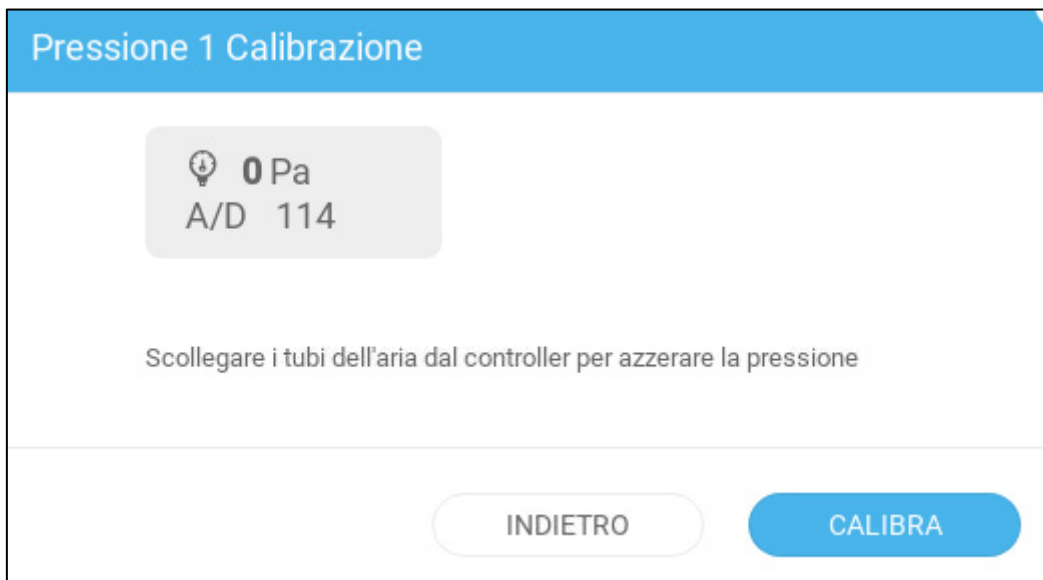 Pressione 1 Calibrazione
0 Pa
A/D 114
Scollegare i tubi dell'aria dal controller per azzerare la pressione
INDIETRO CALIBRA